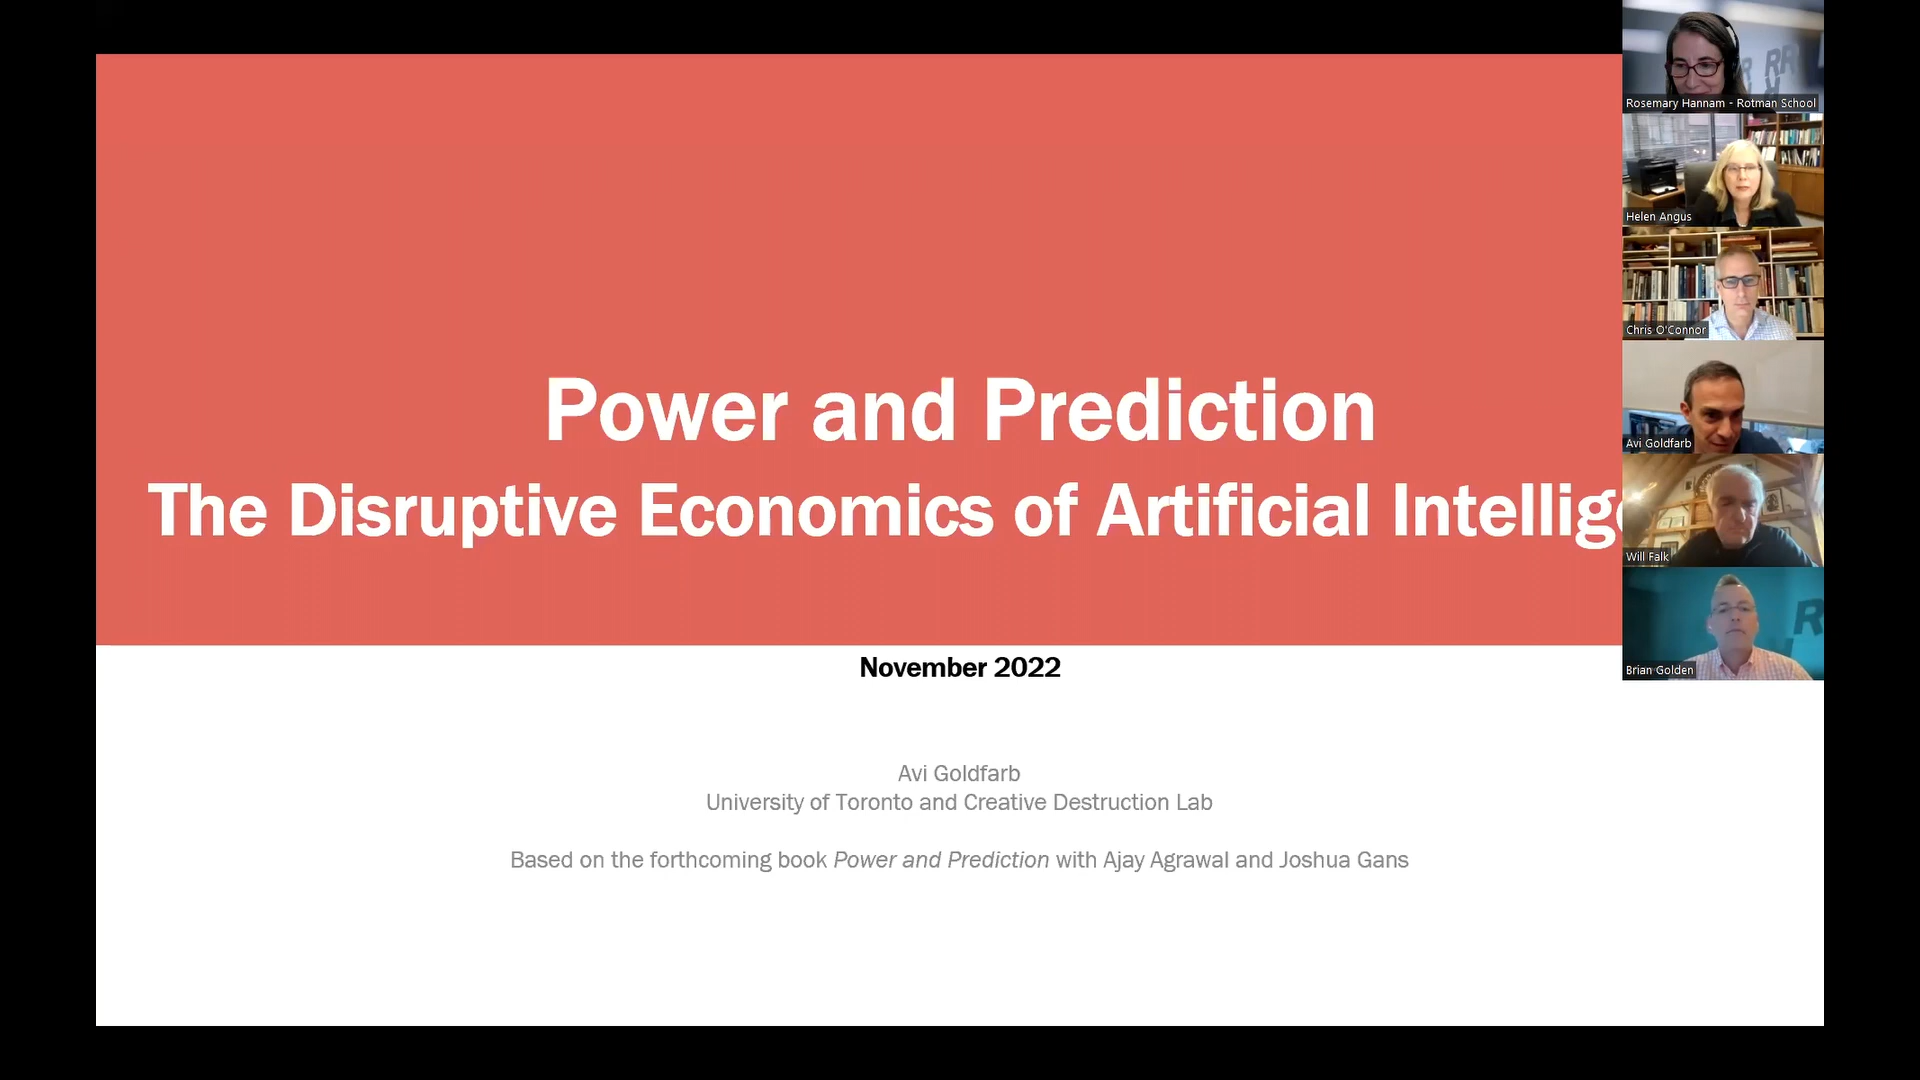 Power and Prediction
The Disruptive Economics of Artificial Intellig
November 2022
Avi Goldfarb
University of Toronto and Creative Destruction Lab
Based on the forthcoming book Power and Prediction with Ajay Agrawal and Joshua Gans
Rosemary Hannam - Rotman School
Helen Angus
Chris O'Connor
Avi Goldfarb
Will Falk
Brian Golden